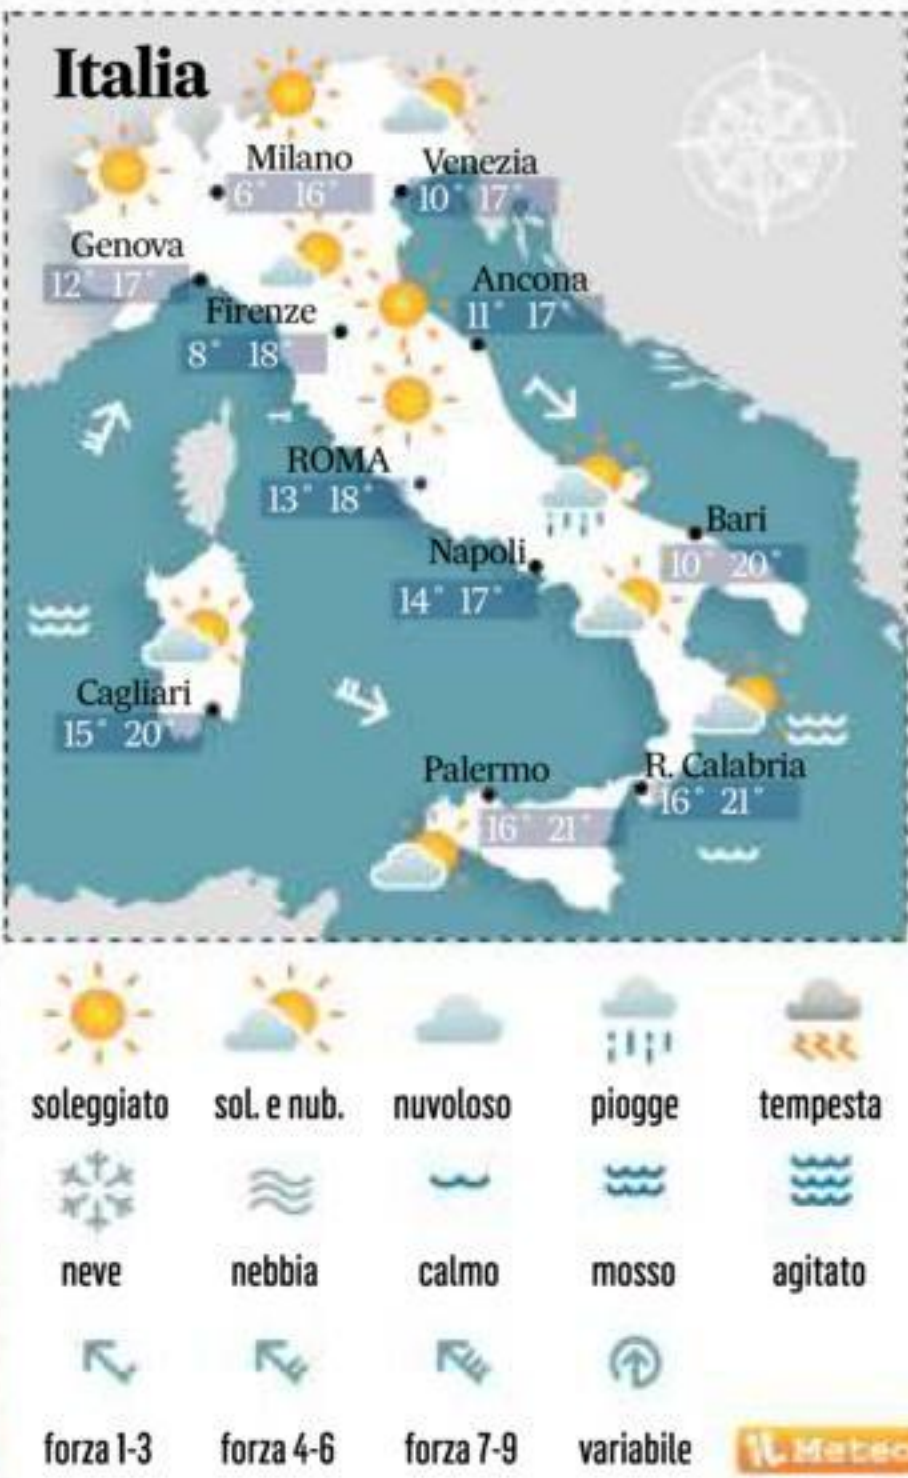 Italia
Milano
6° 16°
Venezia
10° 17°
Genova
12° 17°
Ancona
11° 17°
Firenze
8° 18°
ROMA
13° 18°
Bari
10° 20°
Napoli
14° 17°
Cagliari
15° 20°
Palermo
16° 21°
R. Calabria
16° 21°
soleggiato sol. e nub. nuvoloso piogge tempesta
neve nebbia calmo mosso agitato
forza 1-3 forza 4-6 forza 7-9 variabile
iL Meteo